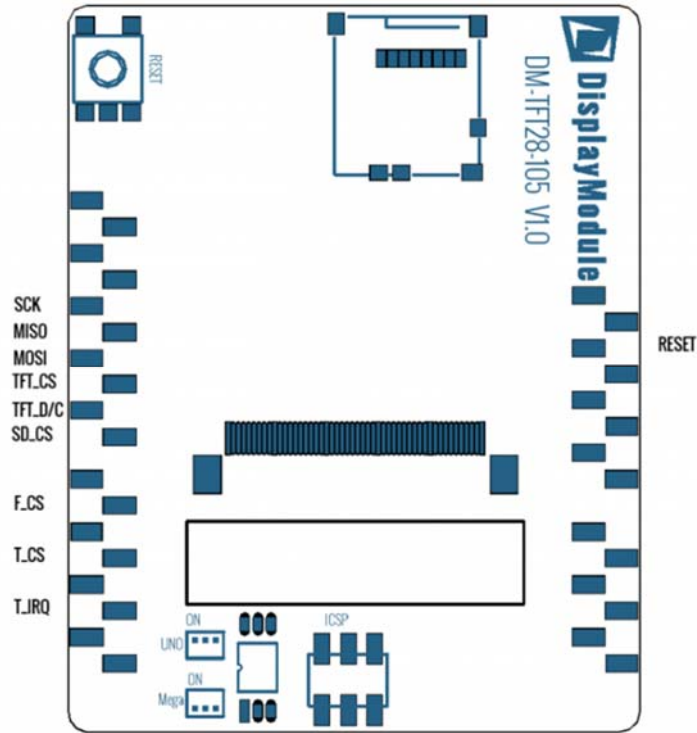 RESET
DM-TFT28-105 V1.0
DisplayModule
SCK
MISO
MOSI
TFT_CS
TFT_D/C
SD_CS
RESET
F_CS
T_CS
T_IRQ
ON
UNO
ICSP
ON
Mega